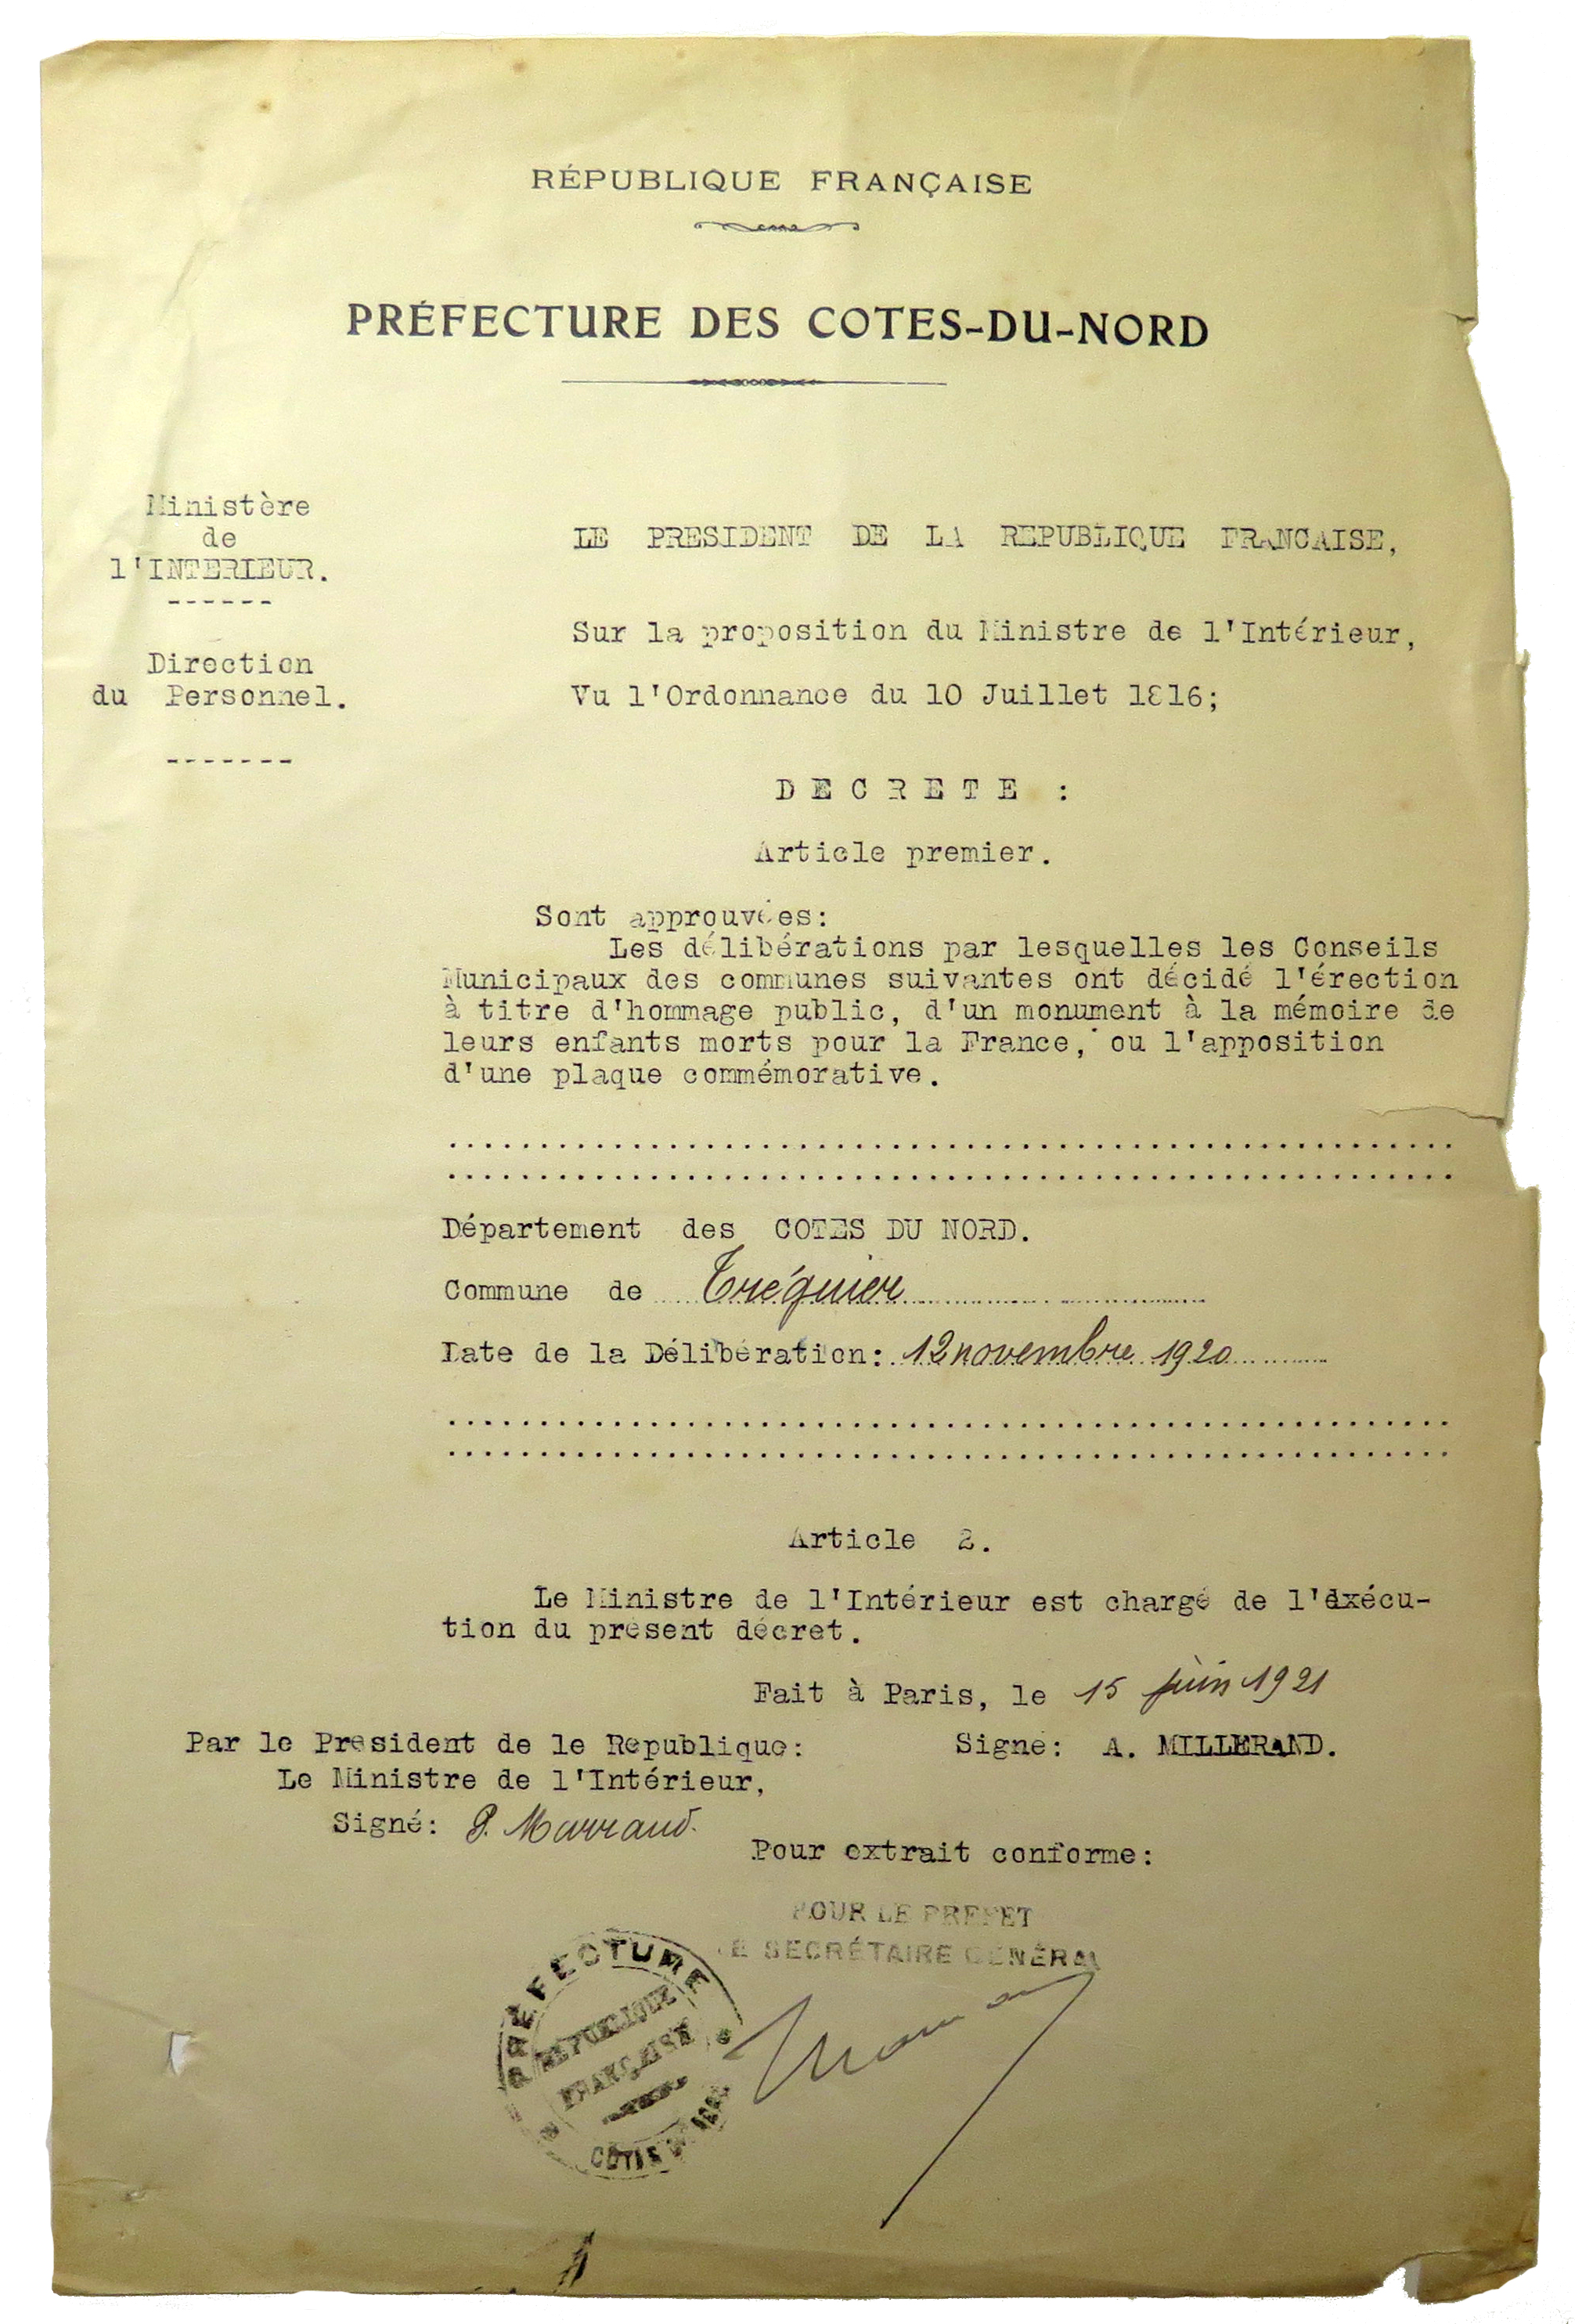 RÉPUBLIQUE FRANÇAISE
PRÉFECTURE DES COTES-DU-NORD
Ministère
de
l'INTERIEUR.
------
Direction
du Personnel.
-------
LE PRESIDENT DE LA REPUBLIQUE FRANCAISE,
Sur la proposition du Ministre de l'Intérieur,
Vu l'Ordonnance du 10 Juillet 1816;
D E C R E T E :
Article premier.
Sont approuvées:
Les délibérations par lesquelles les Conseils
Municipaux des communes suivantes ont décidé l'érection
à titre d'hommage public, d'un monument à la mémoire de
leurs enfants morts pour la France, ou l'apposition
d'une plaque commémorative.
Département des COTES DU NORD.
Commune de Tréguier
Date de la Délibération: 12 novembre 1920
Article 2.
Le Ministre de l'Intérieur est chargé de l'éxécu-
tion du présent décret.
Fait à Paris, le 15 juin 1921
Par le President de le Republique:
Signé: A. MILLERAND.
Le Ministre de l'Intérieur,
Signé: P. Marraud.
Pour extrait conforme:
POUR LE PREFET
LE SECRÉTAIRE GÉNÉRAL
PREFECTURE
RÉPUBLIQUE
FRANÇAISE